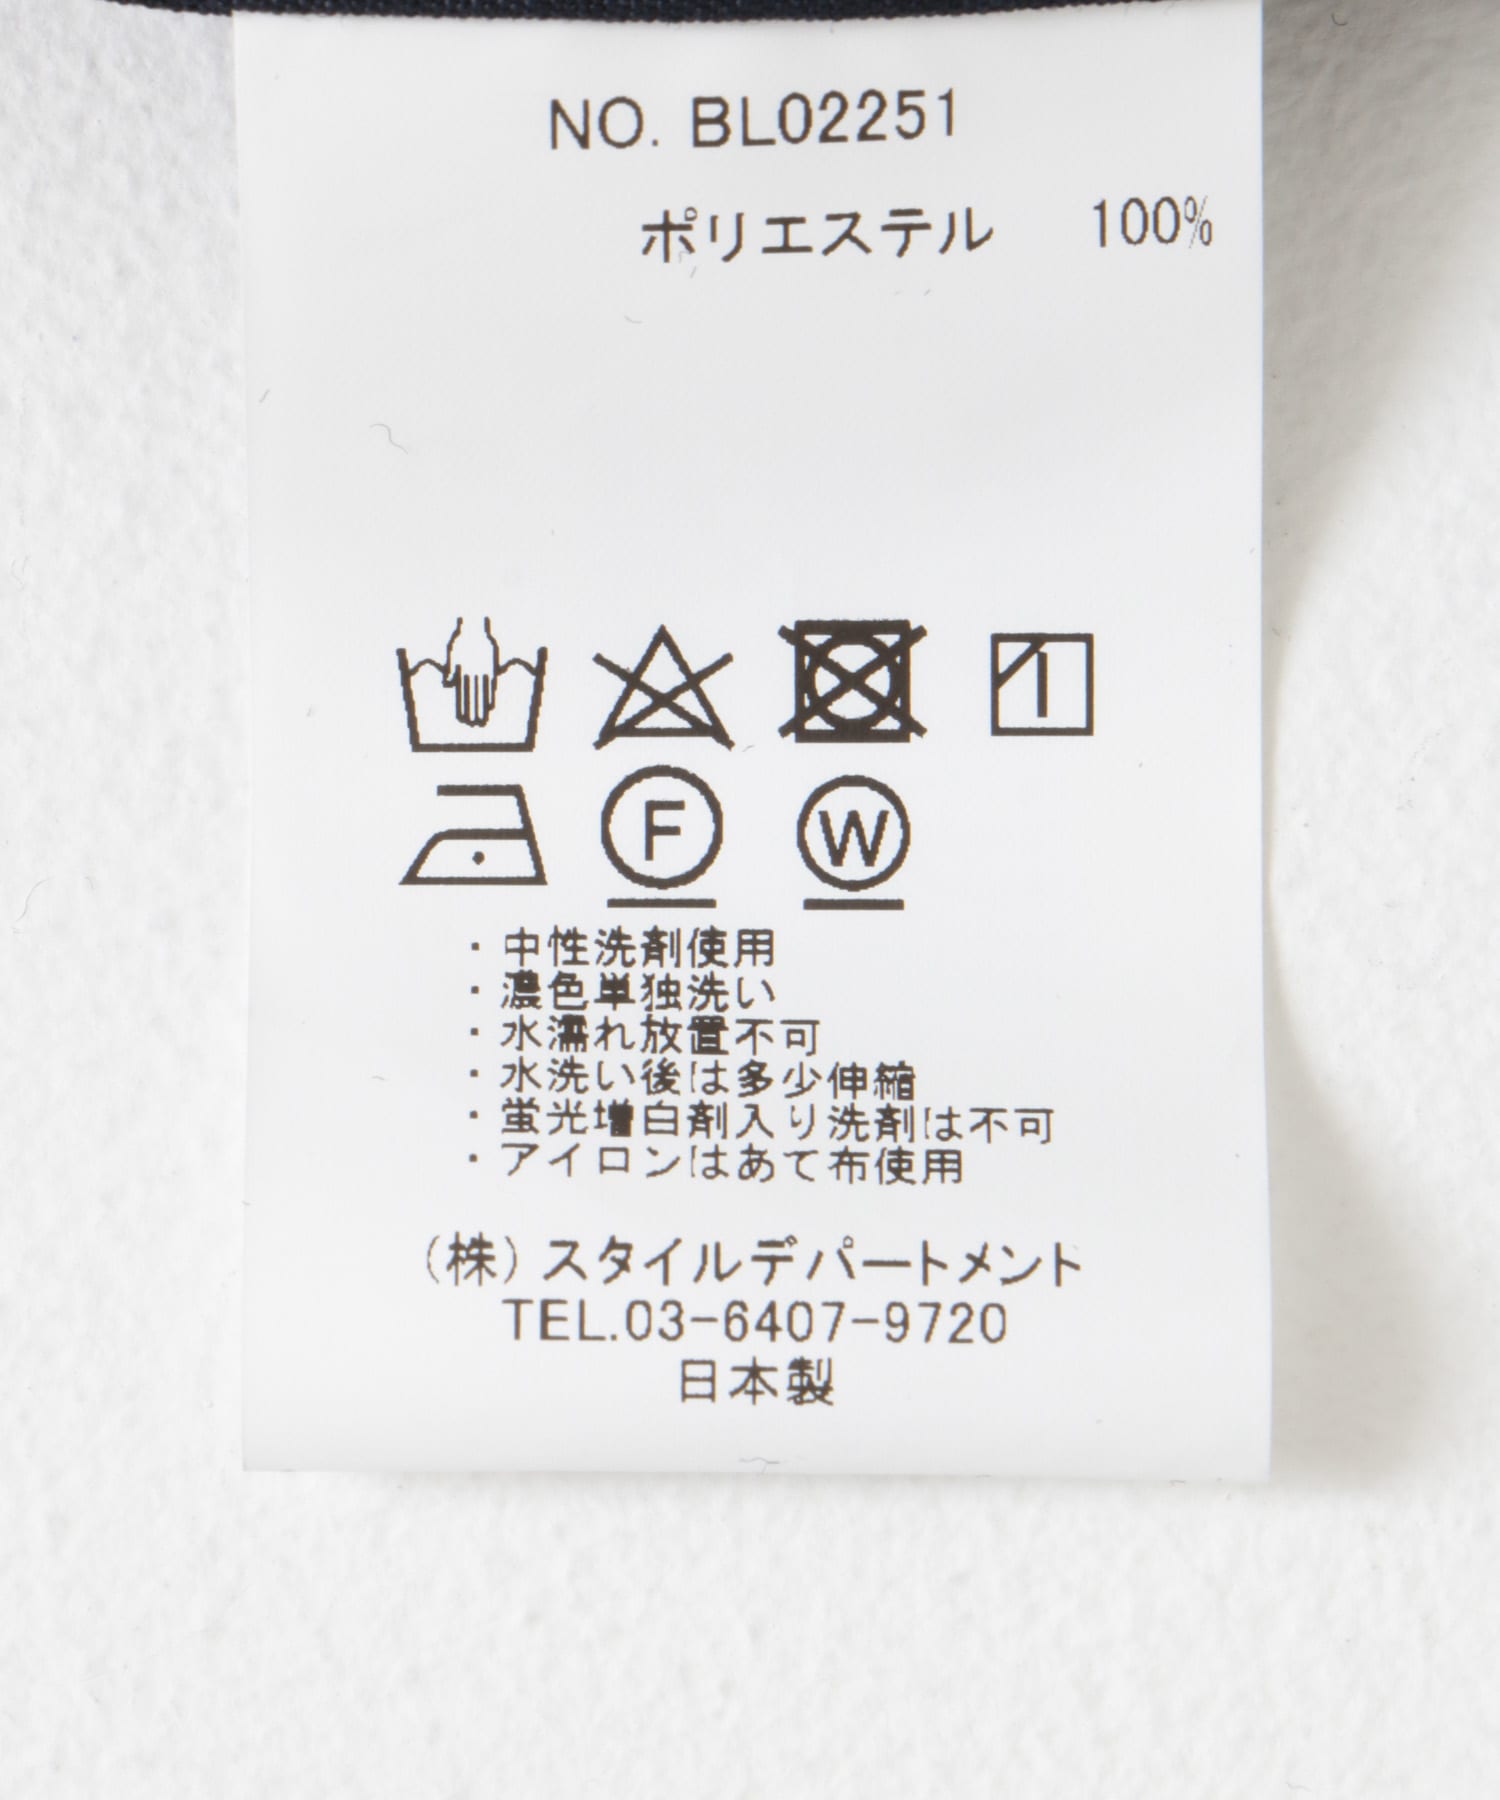 NO. BL02251
ポリエステル 100%
F W
・中性洗剤使用
・濃色単独洗い
・水濡れ放置不可
・水洗い後は多少伸縮
・蛍光増白剤入り洗剤は不可
・アイロンはあて布使用
(株)スタイルデパートメント
TEL.03-6407-9720
日本製